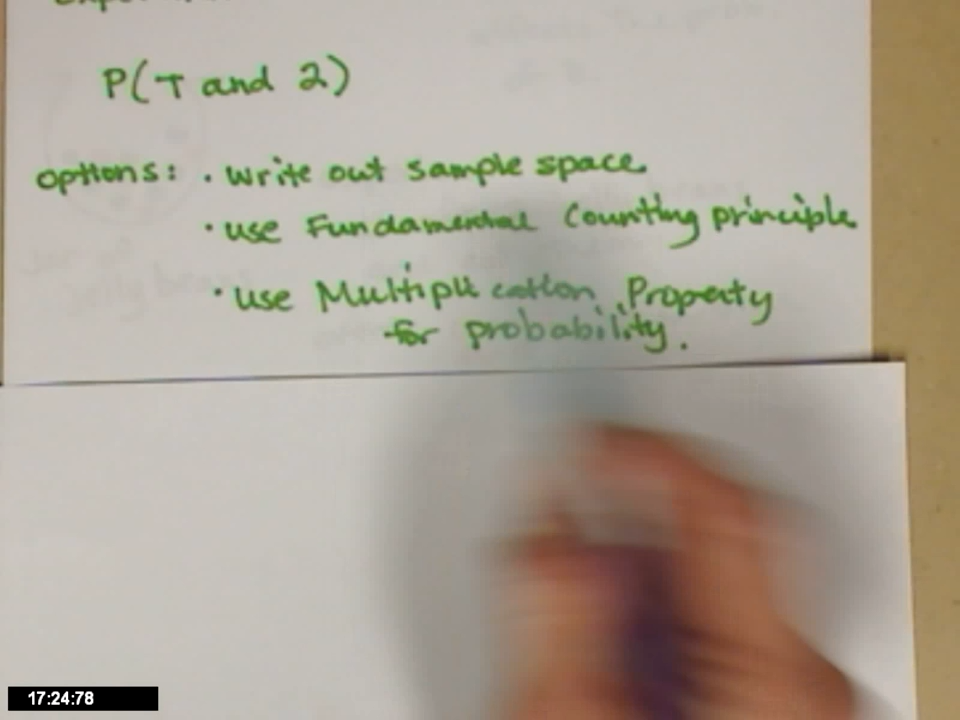 P(T and 2)
options: . write out sample space.
. use Fundamental Counting principle
. use Multiplication Property
for probability.
17:24:78